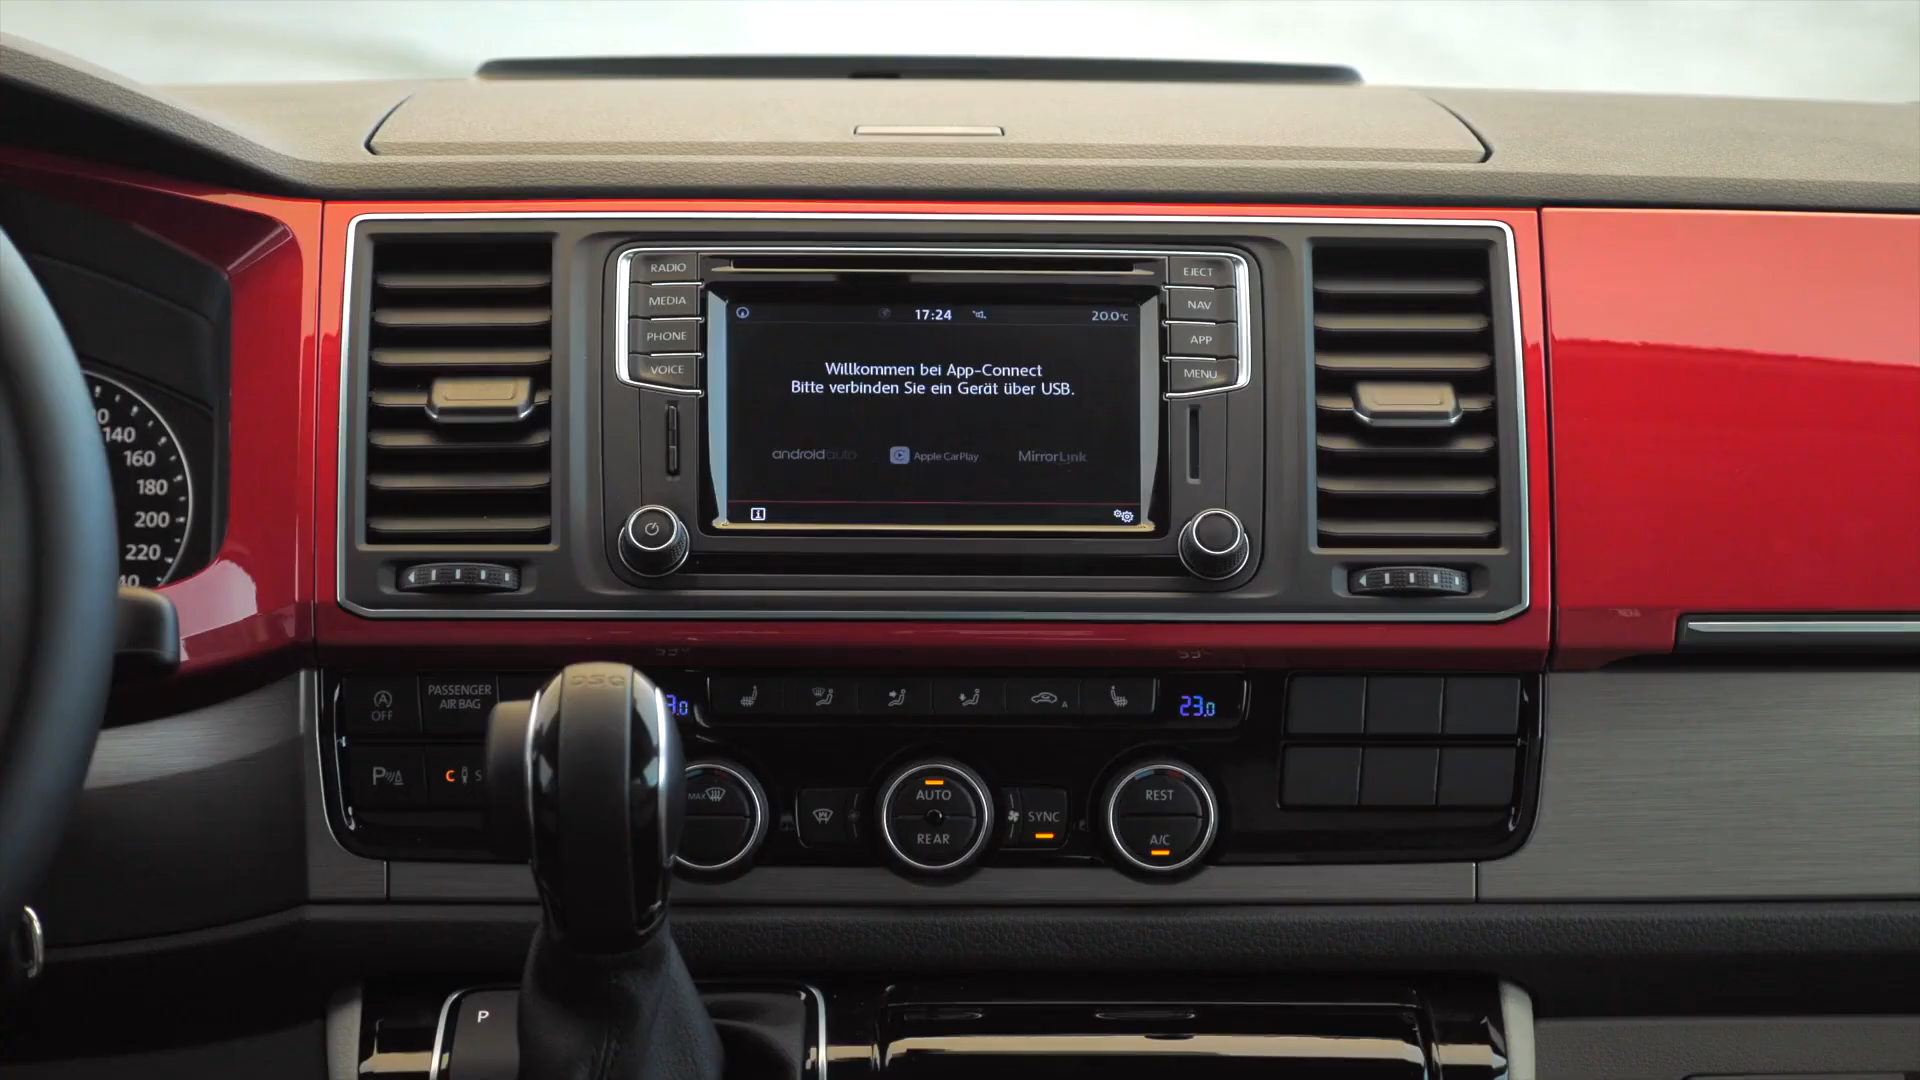 RADIO
MEDIA
PHONE
VOICE
EJECT
NAV
APP
MENU
17:24
20.0°C
Willkommen bei App-Connect
Bitte verbinden Sie ein Gerät über USB.
androidauto
Apple CarPlay
MirrorLink
140
160
180
200
220
A
OFF
PASSENGER
AIR BAG
DSG
23.0
A
P
C
S
MAX
AUTO
REAR
SYNC
REST
A/C
P